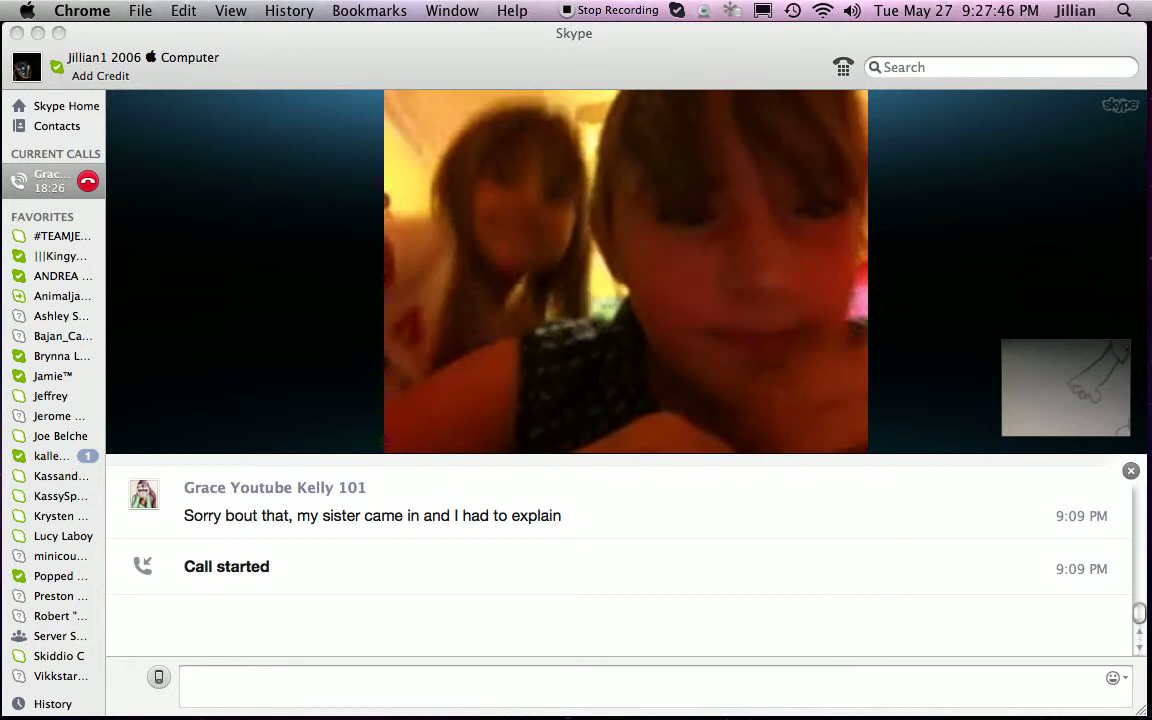 Chrome File Edit View History Bookmarks Window Help Stop Recording Tue May 27 9:27:46 PM Jillian
Skype
Jillian1 2006 Computer
Add Credit
Search
Skype Home
Contacts
CURRENT CALLS
Grac...
18:26
FAVORITES
#TEAMJE...
|||Kingy...
ANDREA ...
Animalja...
Ashley S...
Bajan_Ca...
Brynna L...
Jamie™
Jeffrey
Jerome ...
Joe Belche
kalle... 1
Kassand...
KassySp...
Krysten ...
Lucy Laboy
minicou...
Popped ...
Preston ...
Robert "...
Server S...
Skiddio C
Vikkstar...
History
skype
Grace Youtube Kelly 101
Sorry bout that, my sister came in and I had to explain 9:09 PM
Call started 9:09 PM